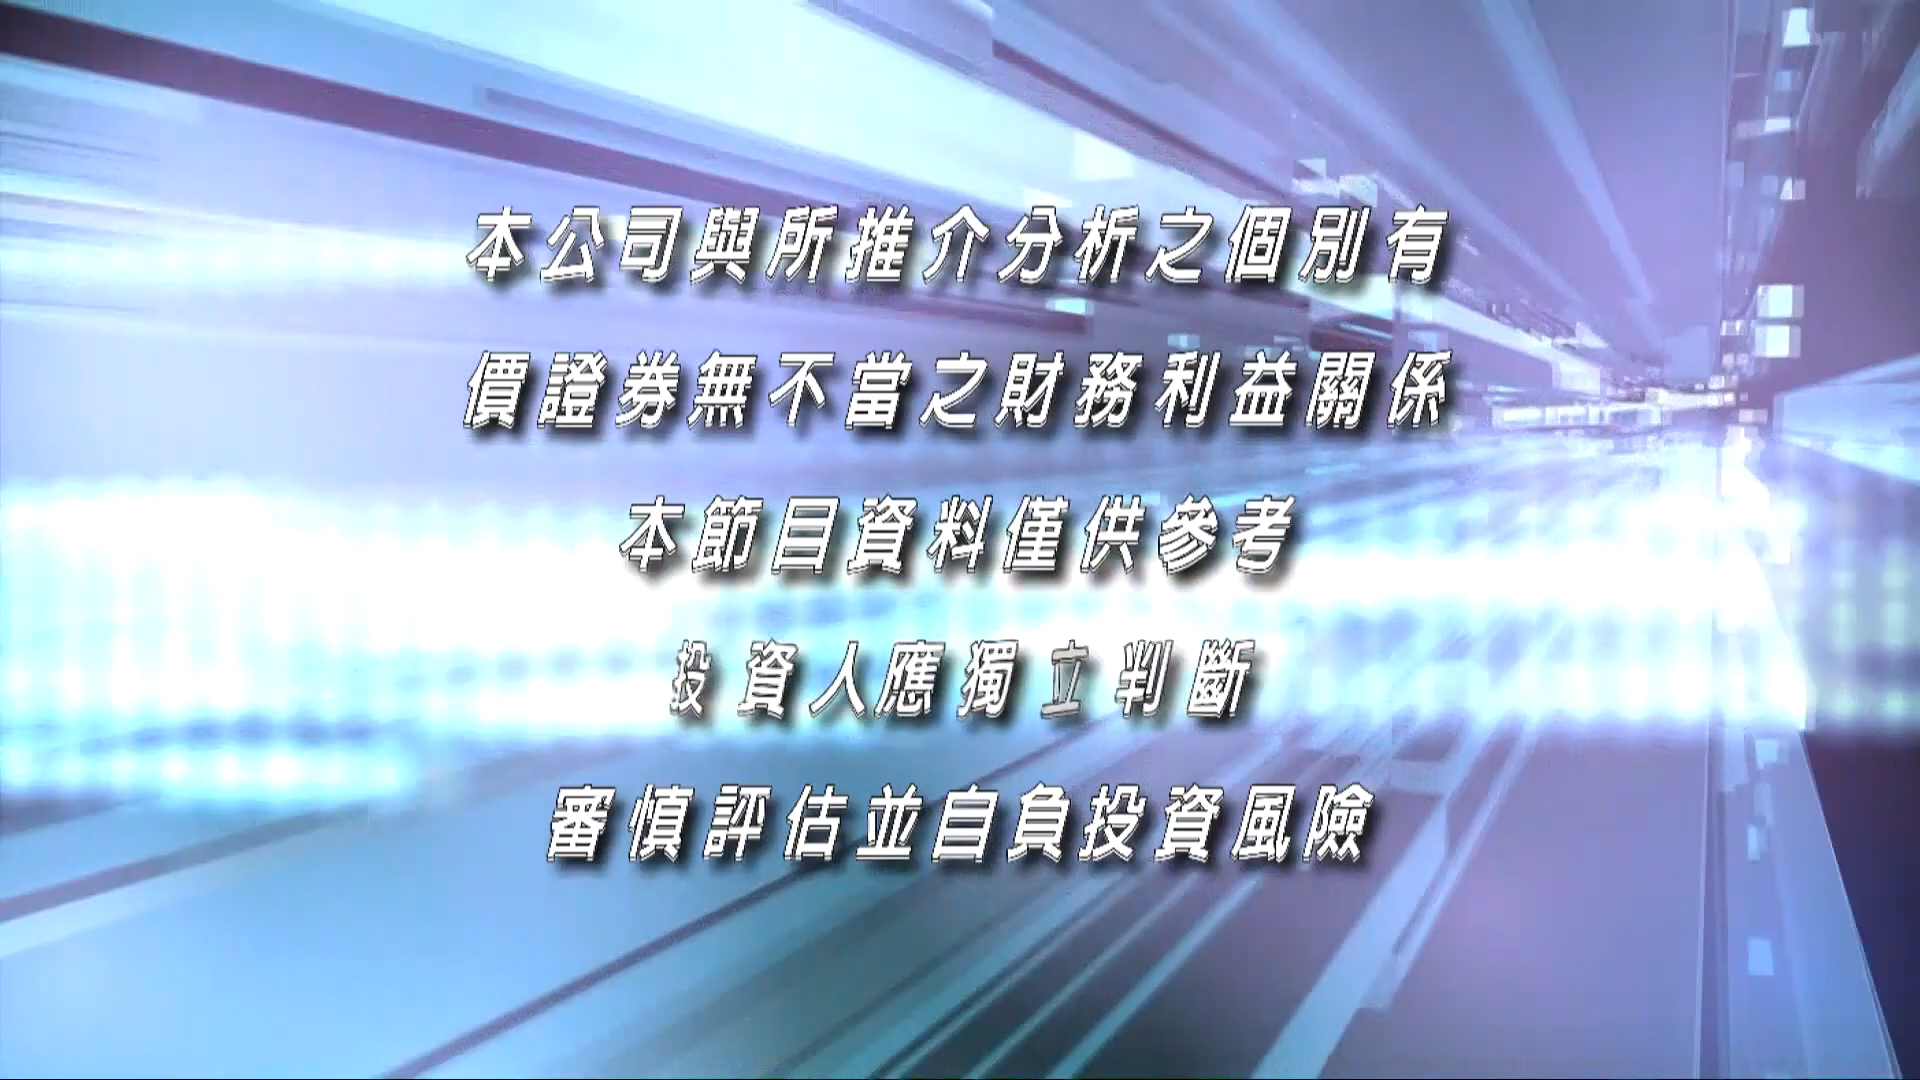 本公司與所推介分析之個別有
價證券無不當之財務利益關係
本節目資料僅供參考
投資人應獨立判斷
審慎評估並自負投資風險